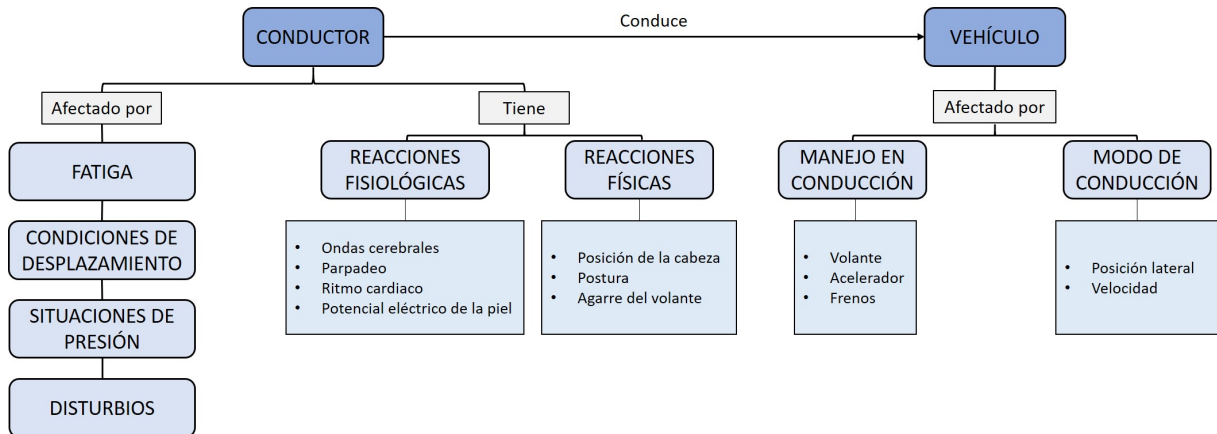 Conduce
CONDUCTOR
VEHÍCULO
Afectado por
Tiene
Afectado por
FATIGA
CONDICIONES DE
DESPLAZAMIENTO
SITUACIONES DE
PRESIÓN
DISTURBIOS
REACCIONES
FISIOLÓGICAS
• Ondas cerebrales
• Parpadeo
• Ritmo cardiaco
• Potencial eléctrico de la piel
REACCIONES
FÍSICAS
• Posición de la cabeza
• Postura
• Agarre del volante
MANEJO EN
CONDUCCIÓN
• Volante
• Acelerador
• Frenos
MODO DE
CONDUCCIÓN
• Posición lateral
• Velocidad